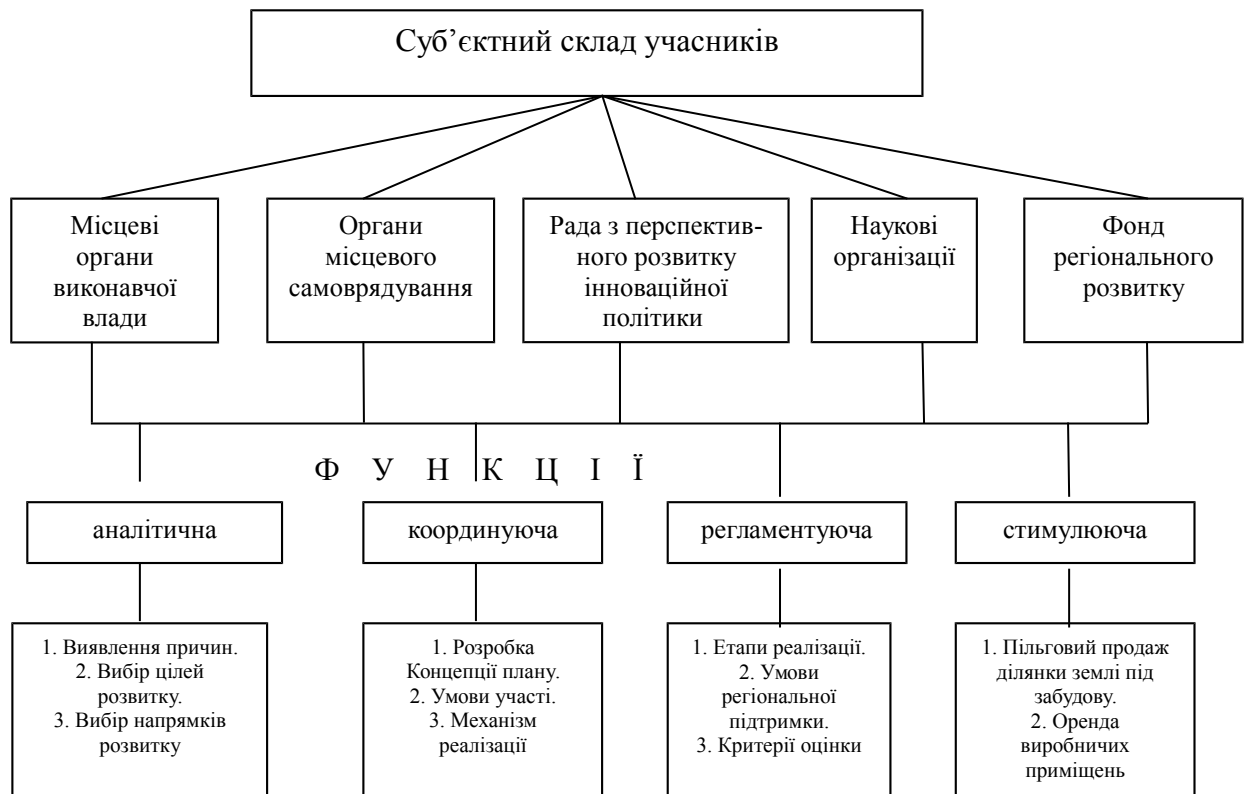 Суб’єктний склад учасників
Місцеві
органи
виконавчої
влади
Органи
місцевого
самоврядування
Рада з перспектив-
ного розвитку
інноваційної
політики
Наукові
організації
Фонд
регіонального
розвитку
Ф У Н К Ц І Ї
аналітична
координуюча
регламентуюча
стимулююча
1. Виявлення причин.
2. Вибір цілей
розвитку.
3. Вибір напрямків
розвитку
1. Розробка
Концепції плану.
2. Умови участі.
3. Механізм
реалізації
1. Етапи реалізації.
2. Умови
регіональної
підтримки.
3. Критерії оцінки
1. Пільговий продаж
ділянки землі під
забудову.
2. Оренда
виробничих
приміщень